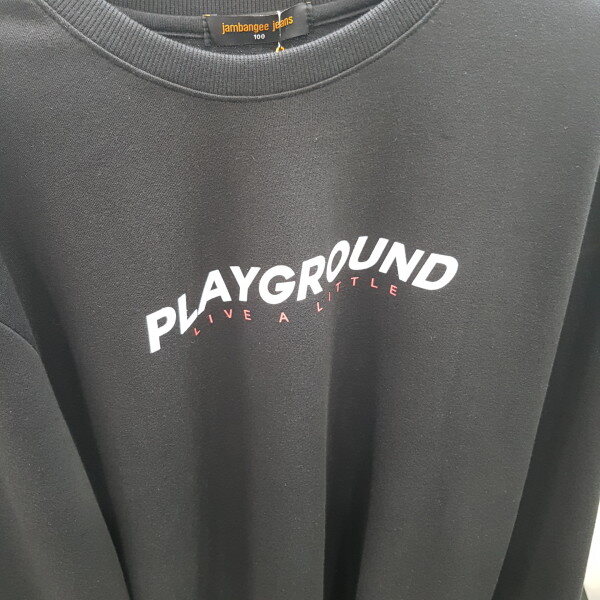 jambangee jeans
100
PLAYGROUND
LIVE A LITTLE